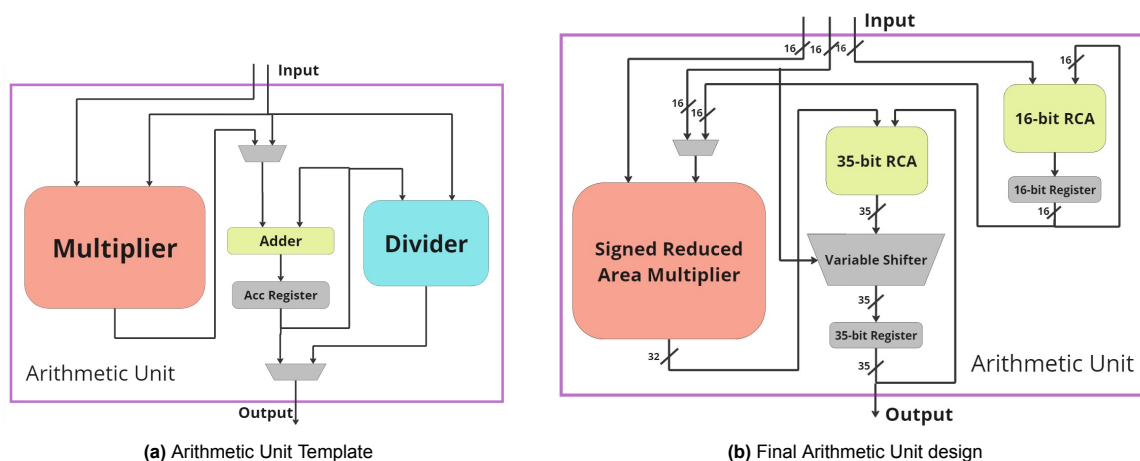 Input
Multiplier
Adder
Divider
Acc Register
Arithmetic Unit
Output
(a) Arithmetic Unit Template
Input
16
16
16
16
16
16
16-bit RCA
35-bit RCA
16-bit Register
16
35
Signed Reduced
Area Multiplier
Variable Shifter
35
35-bit Register
32
35
Arithmetic Unit
Output
(b) Final Arithmetic Unit design